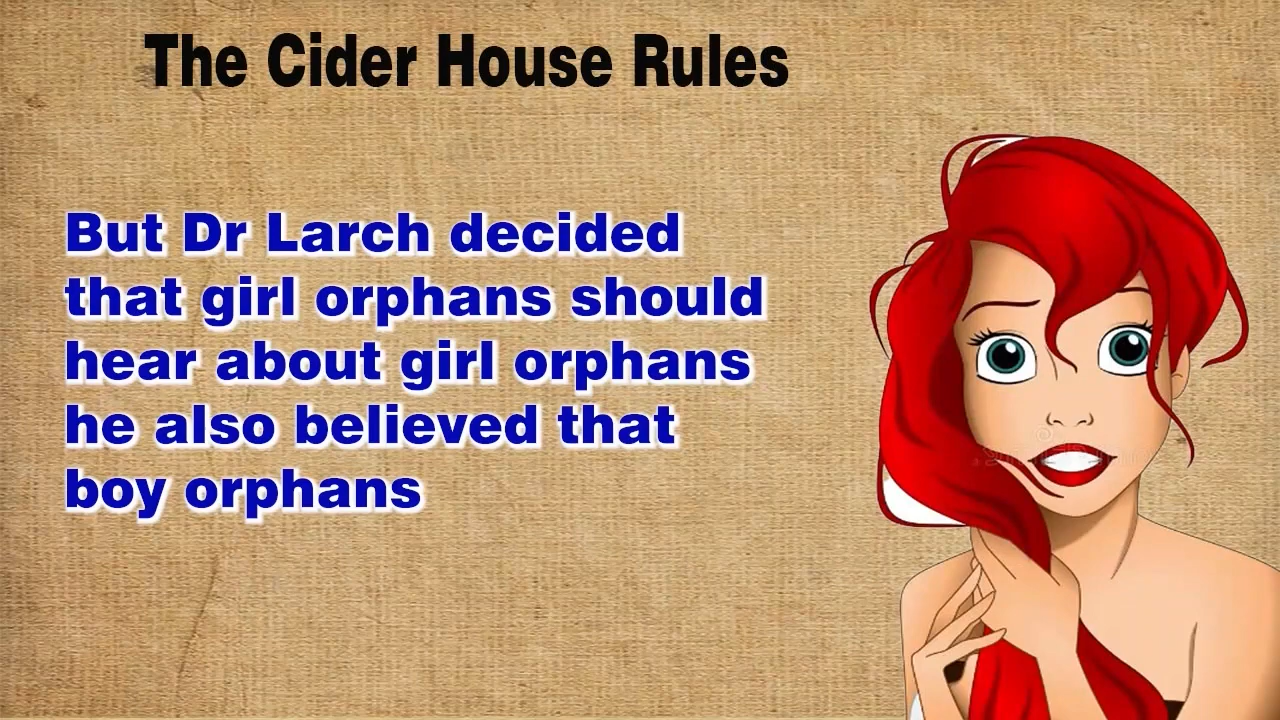 The Cider House Rules
But Dr Larch decided
that girl orphans should
hear about girl orphans
he also believed that
boy orphans